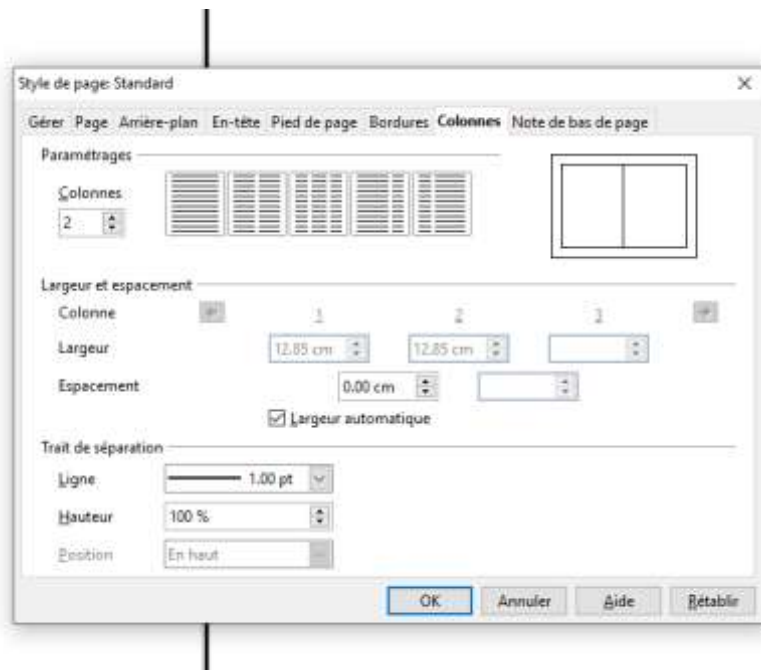 Style de page: Standard
Gérer Page Arrière-plan En-tête Pied de page Bordures Colonnes Note de bas de page
Paramétrages
Colonnes
2
Largeur et espacement
Colonne 1 2 3
Largeur 12.85 cm 12.85 cm
Espacement 0.00 cm
Largeur automatique
Trait de séparation
Ligne 1.00 pt
Hauteur 100 %
Position En haut
OK Annuler Aide Rétablir